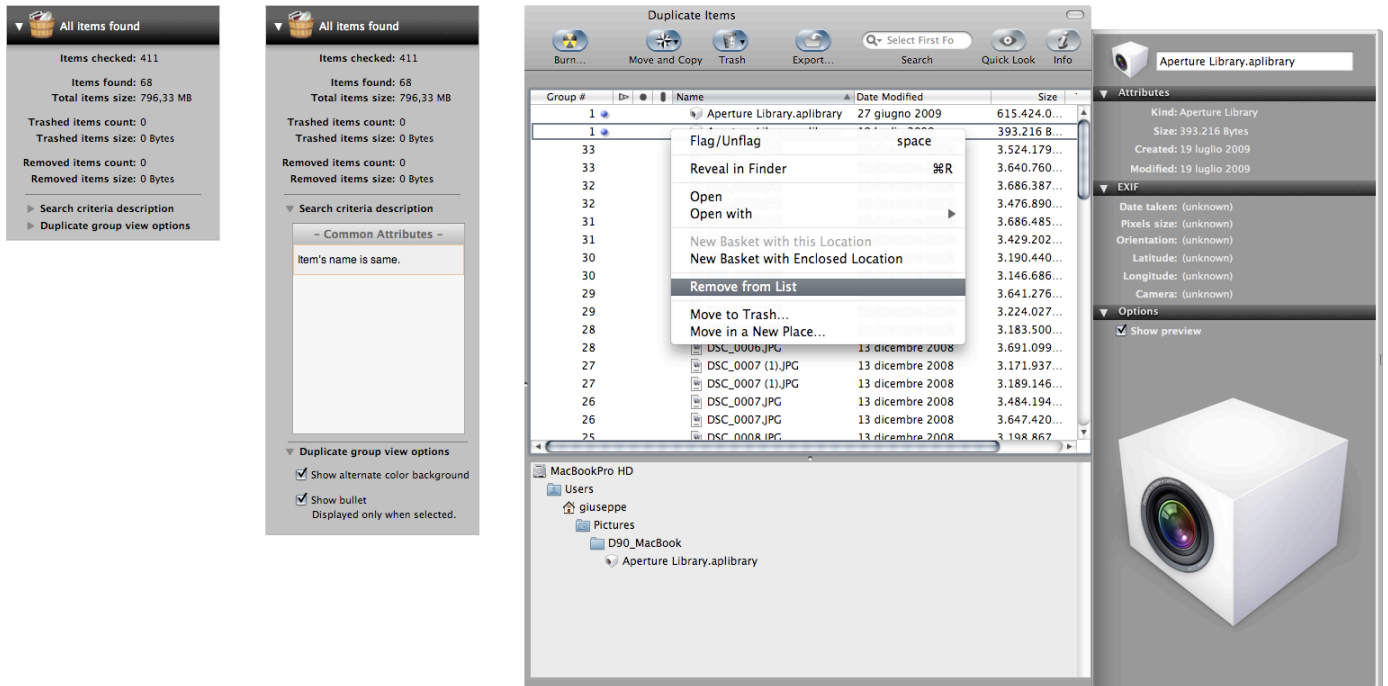 All items found
Items checked: 411
Items found: 68
Total items size: 796,33 MB
Trashed items count: 0
Trashed items size: 0 Bytes
Removed items count: 0
Removed items size: 0 Bytes
Search criteria description
Duplicate group view options
All items found
Items checked: 411
Items found: 68
Total items size: 796,33 MB
Trashed items count: 0
Trashed items size: 0 Bytes
Removed items count: 0
Removed items size: 0 Bytes
Search criteria description
– Common Attributes –
Item's name is same.
Duplicate group view options
Show alternate color background
Show bullet
Displayed only when selected.
Duplicate Items
Burn... Move and Copy Trash Export... Select First Fo Search Quick Look Info
Group # Name Date Modified Size
1 Aperture Library.aplibrary 27 giugno 2009 615.424.0...
1 393.216 B...
33 3.524.179...
33 3.640.760...
32 3.686.387...
32 3.476.890...
31 3.686.485...
31 3.429.202...
30 3.190.440...
30 3.146.686...
29 3.641.276...
29 3.224.027...
28 3.183.500...
28 DSC_0006.JPG 13 dicembre 2008 3.691.099...
27 DSC_0007 (1).JPG 13 dicembre 2008 3.171.937...
27 DSC_0007 (1).JPG 13 dicembre 2008 3.189.146...
26 DSC_0007.JPG 13 dicembre 2008 3.484.194...
26 DSC_0007.JPG 13 dicembre 2008 3.647.420...
25 DSC_0008.JPG 13 dicembre 2008 3.198.867
Flag/Unflag space
Reveal in Finder ⌘R
Open
Open with
New Basket with this Location
New Basket with Enclosed Location
Remove from List
Move to Trash...
Move in a New Place...
MacBookPro HD
Users
giuseppe
Pictures
D90_MacBook
Aperture Library.aplibrary
Aperture Library.aplibrary
Attributes
Kind: Aperture Library
Size: 393.216 Bytes
Created: 19 luglio 2009
Modified: 19 luglio 2009
EXIF
Date taken: (unknown)
Pixels size: (unknown)
Orientation: (unknown)
Latitude: (unknown)
Longitude: (unknown)
Camera: (unknown)
Options
Show preview